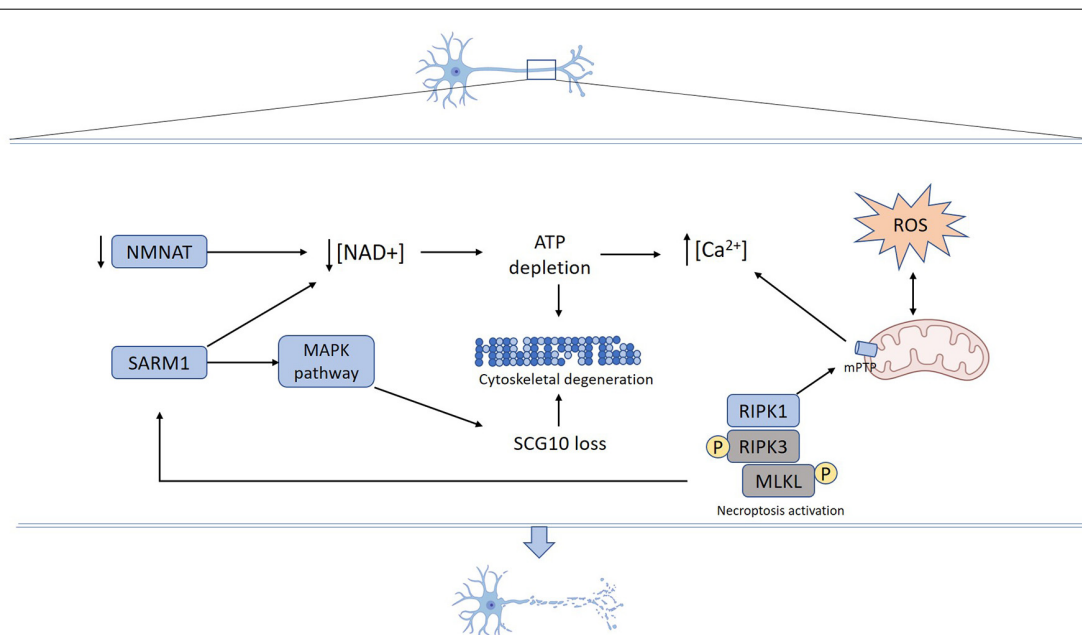 ROS
NMNAT
[NAD+]
ATP
depletion
[Ca²⁺]
SARM1
MAPK
pathway
Cytoskeletal degeneration
mPTP
SCG10 loss
RIPK1
P
RIPK3
MLKL
P
Necroptosis activation